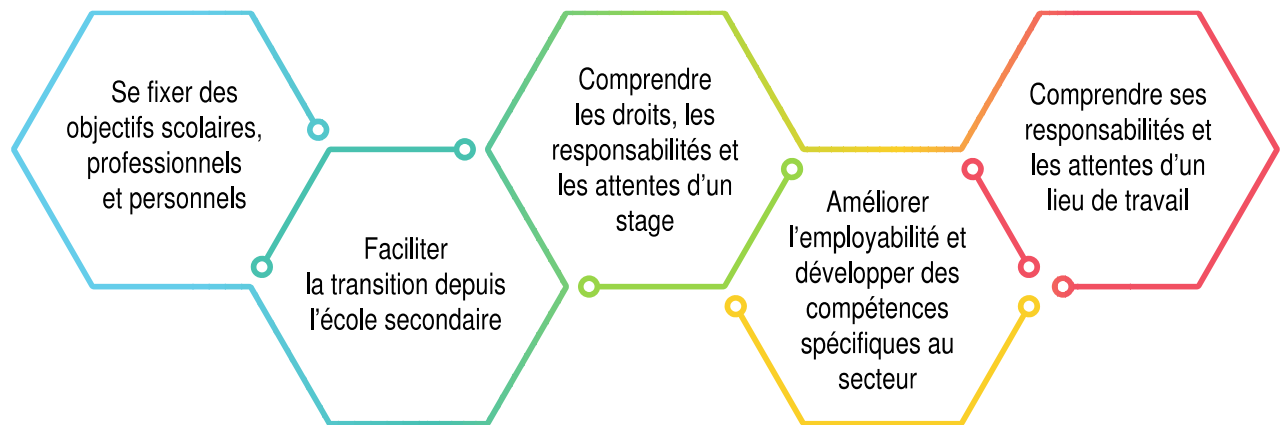 Se fixer des
objectifs scolaires,
professionnels
et personnels
Faciliter
la transition depuis
l’école secondaire
Comprendre
les droits, les
responsabilités et
les attentes d’un
stage
Améliorer
l’employabilité et
développer des
compétences
spécifiques au
secteur
Comprendre ses
responsabilités et
les attentes d’un
lieu de travail